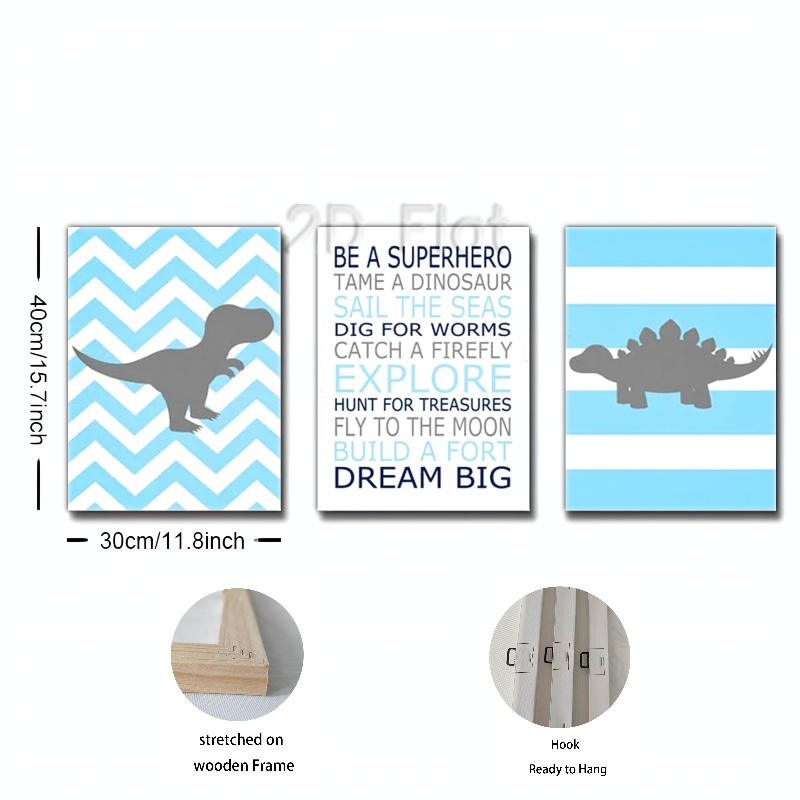 2D Flat
BE A SUPERHERO
TAME A DINOSAUR
SAIL THE SEAS
DIG FOR WORMS
CATCH A FIREFLY
EXPLORE
HUNT FOR TREASURES
FLY TO THE MOON
BUILD A FORT
DREAM BIG
40cm/15.7inch
30cm/11.8inch
stretched on
wooden Frame
Hook
Ready to Hang